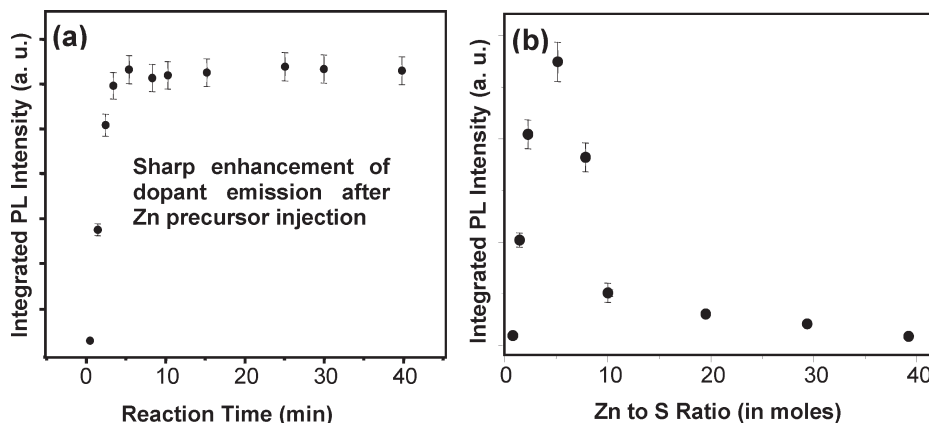 (a)
Integrated PL Intensity (a. u.)
Sharp enhancement of
dopant emission after
Zn precursor injection
0 10 20 30 40
Reaction Time (min)
(b)
Integrated PL Intensity (a. u.)
0 10 20 30 40
Zn to S Ratio (in moles)